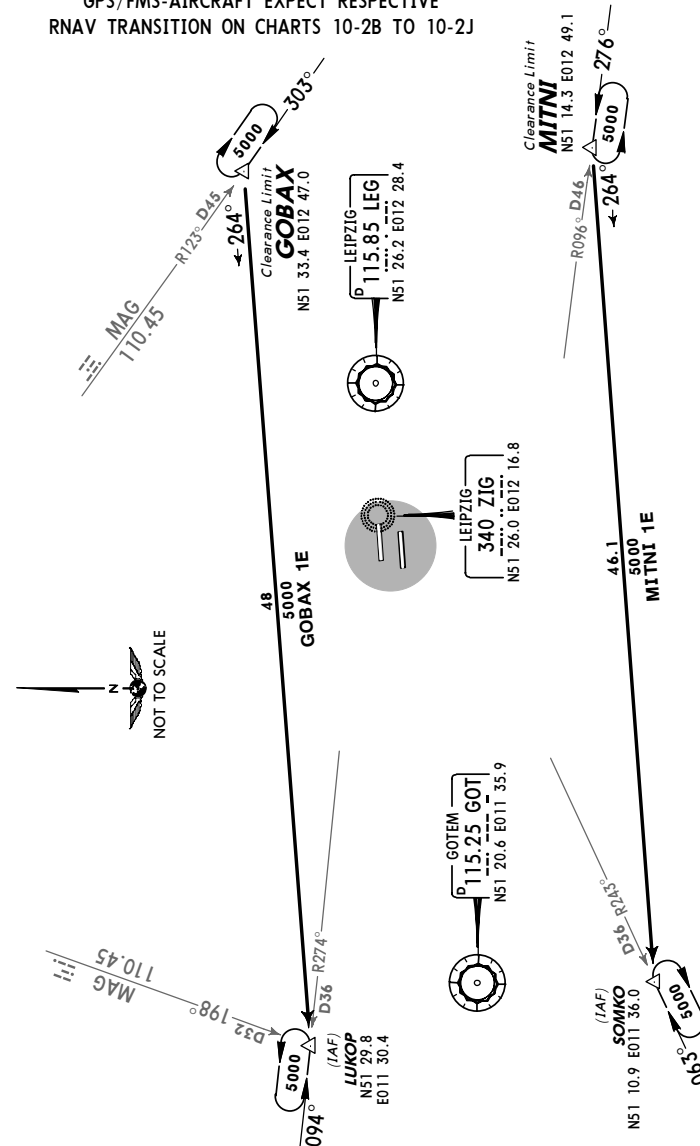 GPS/FMS-AIRCRAFT EXPECT RESPECTIVE
RNAV TRANSITION ON CHARTS 10-2B TO 10-2J
303°
5000
R123° D45
264°
Clearance Limit
GOBAX
N51 33.4 E012 47.0
MAG
110.45
276°
Clearance Limit
MITNI
N51 14.3 E012 49.1
5000
R096° D46
264°
LEIPZIG
D 115.85 LEG
N51 26.2 E012 28.4
LEIPZIG
340 ZIG
N51 26.0 E012 16.8
48
5000
GOBAX 1E
46.1
5000
MITNI 1E
N
NOT TO SCALE
GOTEM
D 115.25 GOT
N51 20.6 E011 35.9
MAG
110.45
D32 198°
D36 R274°
5000
(IAF)
LUKOP
N51 29.8
E011 30.4
094°
D36 R243°
(IAF)
SOMKO
N51 10.9 E011 36.0
5000
063°